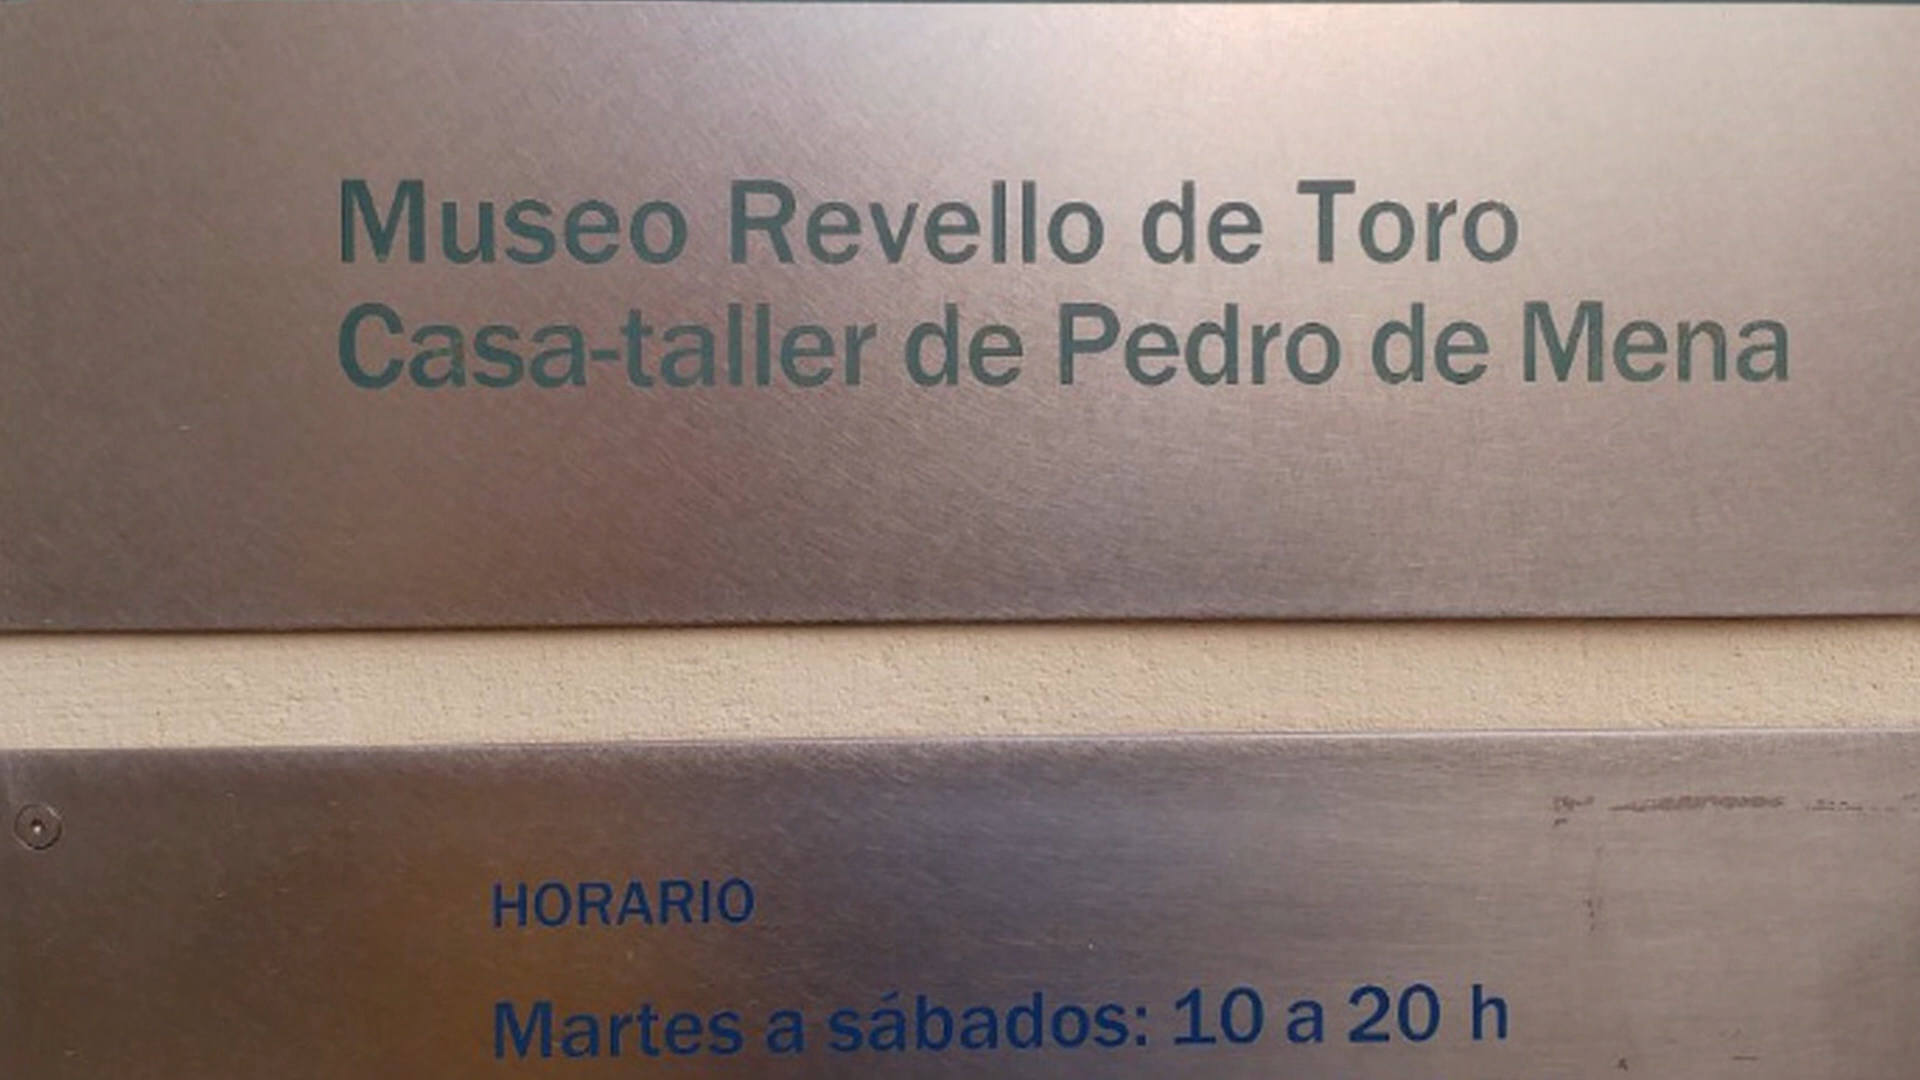 Museo Revello de Toro
Casa-taller de Pedro de Mena
HORARIO
Martes a sábados: 10 a 20 h